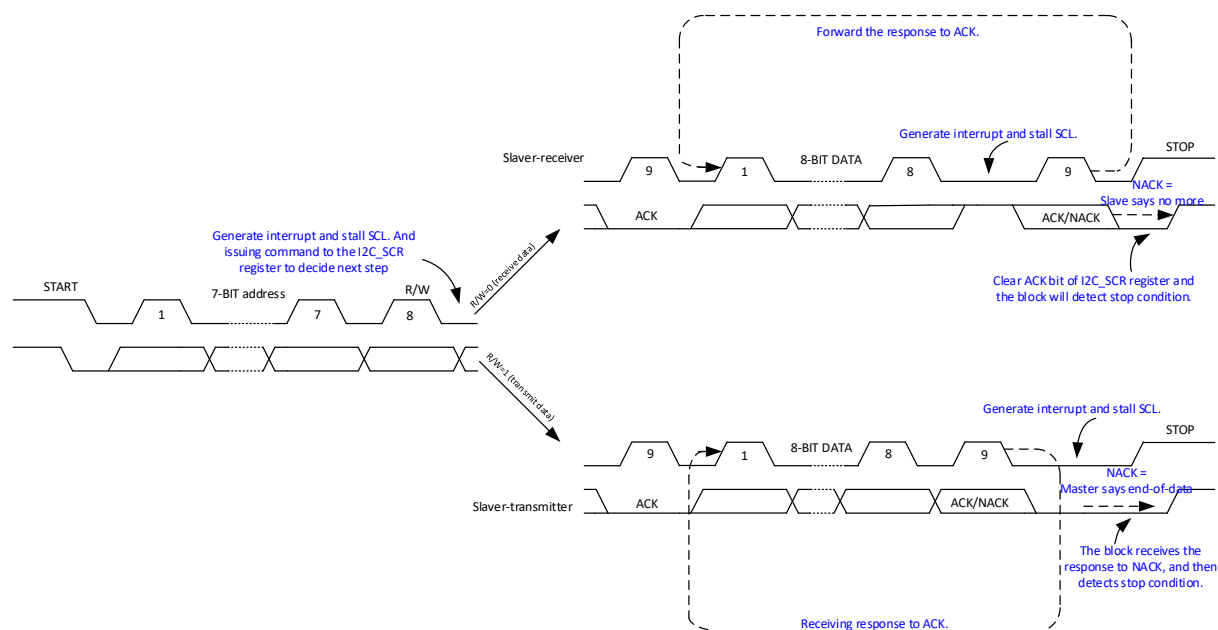 Forward the response to ACK.
Generate interrupt and stall SCL.
STOP
Slaver-receiver
8-BIT DATA
9
1
8
9
NACK =
Slave says no more
ACK
ACK/NACK
Generate interrupt and stall SCL. And
issuing command to the I2C_SCR
register to decide next step
R/W=0 (receive data)
Clear ACK bit of I2C_SCR register and
the block will detect stop condition.
START
7-BIT address
R/W
1
7
8
R/W=1 (transmit data)
Generate interrupt and stall SCL.
STOP
8-BIT DATA
9
1
8
9
NACK =
Master says end-of-data
Slaver-transmitter
ACK
ACK/NACK
The block receives the
response to NACK, and then
detects stop condition.
Receiving response to ACK.